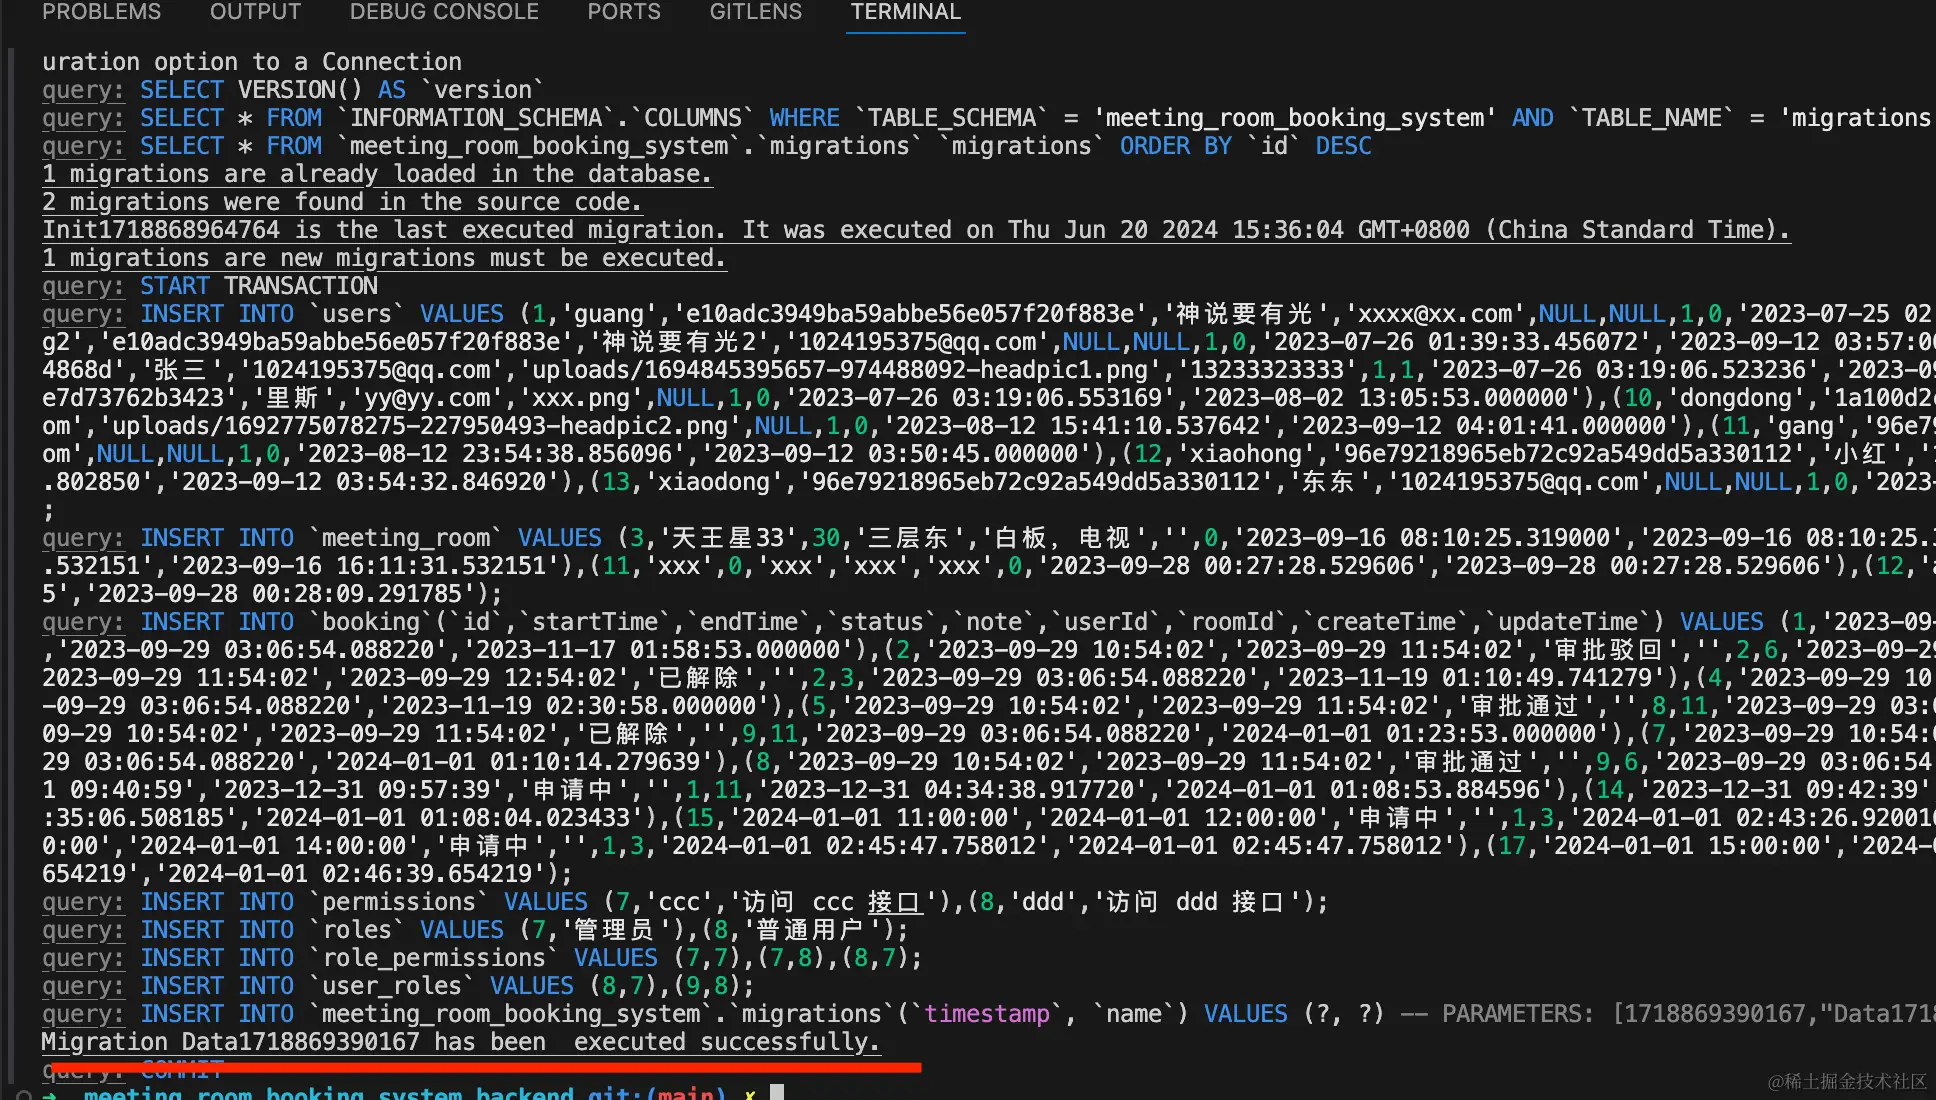 PROBLEMS OUTPUT DEBUG CONSOLE PORTS GITLENS TERMINAL
uration option to a Connection
query: SELECT VERSION() AS `version`
query: SELECT * FROM `INFORMATION_SCHEMA`.`COLUMNS` WHERE `TABLE_SCHEMA` = 'meeting_room_booking_system' AND `TABLE_NAME` = 'migrations
query: SELECT * FROM `meeting_room_booking_system`.`migrations` `migrations` ORDER BY `id` DESC
1 migrations are already loaded in the database.
2 migrations were found in the source code.
Init1718868964764 is the last executed migration. It was executed on Thu Jun 20 2024 15:36:04 GMT+0800 (China Standard Time).
1 migrations are new migrations must be executed.
query: START TRANSACTION
query: INSERT INTO `users` VALUES (1,'guang','e10adc3949ba59abbe56e057f20f883e','神说要有光','xxxx@xx.com',NULL,NULL,1,0,'2023-07-25 02
g2','e10adc3949ba59abbe56e057f20f883e','神说要有光2','1024195375@qq.com',NULL,NULL,1,0,'2023-07-26 01:39:33.456072','2023-09-12 03:57:0
4868d','张三','1024195375@qq.com','uploads/1694845395657-974488092-headpic1.png','13233323333',1,1,'2023-07-26 03:19:06.523236','2023-09
e7d73762b3423','里斯','yy@yy.com','xxx.png',NULL,1,0,'2023-07-26 03:19:06.553169','2023-08-02 13:05:53.000000'),(10,'dongdong','1a100d2
om','uploads/1692775078275-227950493-headpic2.png',NULL,1,0,'2023-08-12 15:41:10.537642','2023-09-12 04:01:41.000000'),(11,'gang','96e7
om',NULL,NULL,1,0,'2023-08-12 23:54:38.856096','2023-09-12 03:50:45.000000'),(12,'xiaohong','96e79218965eb72c92a549dd5a330112','小红','
.802850','2023-09-12 03:54:32.846920'),(13,'xiaodong','96e79218965eb72c92a549dd5a330112','东东','1024195375@qq.com',NULL,NULL,1,0,'2023-
;
query: INSERT INTO `meeting_room` VALUES (3,'天王星33',30,'三层东','白板，电视','',0,'2023-09-16 08:10:25.319000','2023-09-16 08:10:25.
.532151','2023-09-16 16:11:31.532151'),(11,'xxx',0,'xxx','xxx','xxx',0,'2023-09-28 00:27:28.529606','2023-09-28 00:27:28.529606'),(12,'
5','2023-09-28 00:28:09.291785');
query: INSERT INTO `booking`(`id`,`startTime`,`endTime`,`status`,`note`,`userId`,`roomId`,`createTime`,`updateTime`) VALUES (1,'2023-09-
,'2023-09-29 03:06:54.088220','2023-11-17 01:58:53.000000'),(2,'2023-09-29 10:54:02','2023-09-29 11:54:02','审批驳回','',2,6,'2023-09-29
2023-09-29 11:54:02','2023-09-29 12:54:02','已解除','',2,3,'2023-09-29 03:06:54.088220','2023-11-19 01:10:49.741279'),(4,'2023-09-29 10
-09-29 03:06:54.088220','2023-11-19 02:30:58.000000'),(5,'2023-09-29 10:54:02','2023-09-29 11:54:02','审批通过','',8,11,'2023-09-29 03:0
09-29 10:54:02','2023-09-29 11:54:02','已解除','',9,11,'2023-09-29 03:06:54.088220','2024-01-01 01:23:53.000000'),(7,'2023-09-29 10:54:0
29 03:06:54.088220','2024-01-01 01:10:14.279639'),(8,'2023-09-29 10:54:02','2023-09-29 11:54:02','审批通过','',9,6,'2023-09-29 03:06:54
1 09:40:59','2023-12-31 09:57:39','申请中','',1,11,'2023-12-31 04:34:38.917720','2024-01-01 01:08:53.884596'),(14,'2023-12-31 09:42:39'
:35:06.508185','2024-01-01 01:08:04.023433'),(15,'2024-01-01 11:00:00','2024-01-01 12:00:00','申请中','',1,3,'2024-01-01 02:43:26.92001
0:00','2024-01-01 14:00:00','申请中','',1,3,'2024-01-01 02:45:47.758012','2024-01-01 02:45:47.758012'),(17,'2024-01-01 15:00:00','2024-
654219','2024-01-01 02:46:39.654219');
query: INSERT INTO `permissions` VALUES (7,'ccc','访问 ccc 接口'),(8,'ddd','访问 ddd 接口');
query: INSERT INTO `roles` VALUES (7,'管理员'),(8,'普通用户');
query: INSERT INTO `role_permissions` VALUES (7,7),(7,8),(8,7);
query: INSERT INTO `user_roles` VALUES (8,7),(9,8);
query: INSERT INTO `meeting_room_booking_system`.`migrations`(`timestamp`, `name`) VALUES (?, ?) -- PARAMETERS: [1718869390167,"Data1718
Migration Data1718869390167 has been  executed successfully.
query: COMMIT
➜ meeting_room_booking_system_backend git:(main) ✗
@稀土掘金技术社区